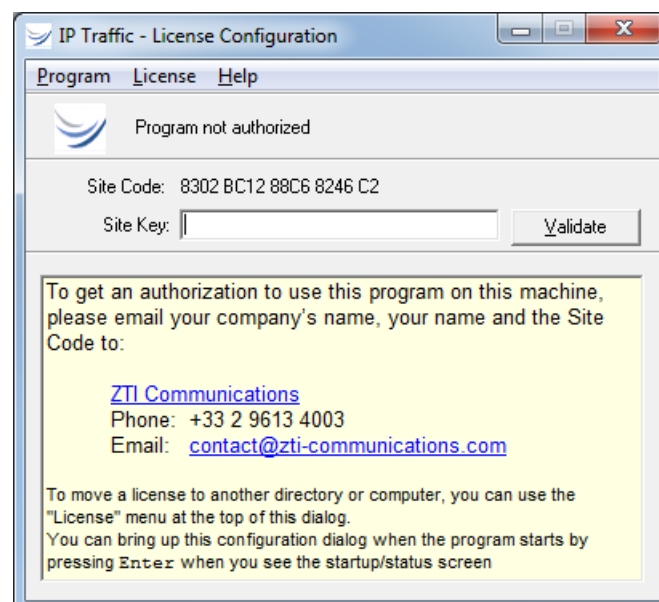 IP Traffic - License Configuration
Program License Help
Program not authorized
Site Code: 8302 BC12 88C6 8246 C2
Site Key:
Validate
To get an authorization to use this program on this machine,
please email your company's name, your name and the Site
Code to:
ZTI Communications
Phone: +33 2 9613 4003
Email: contact@zti-communications.com
To move a license to another directory or computer, you can use the
"License" menu at the top of this dialog.
You can bring up this configuration dialog when the program starts by
pressing Enter when you see the startup/status screen